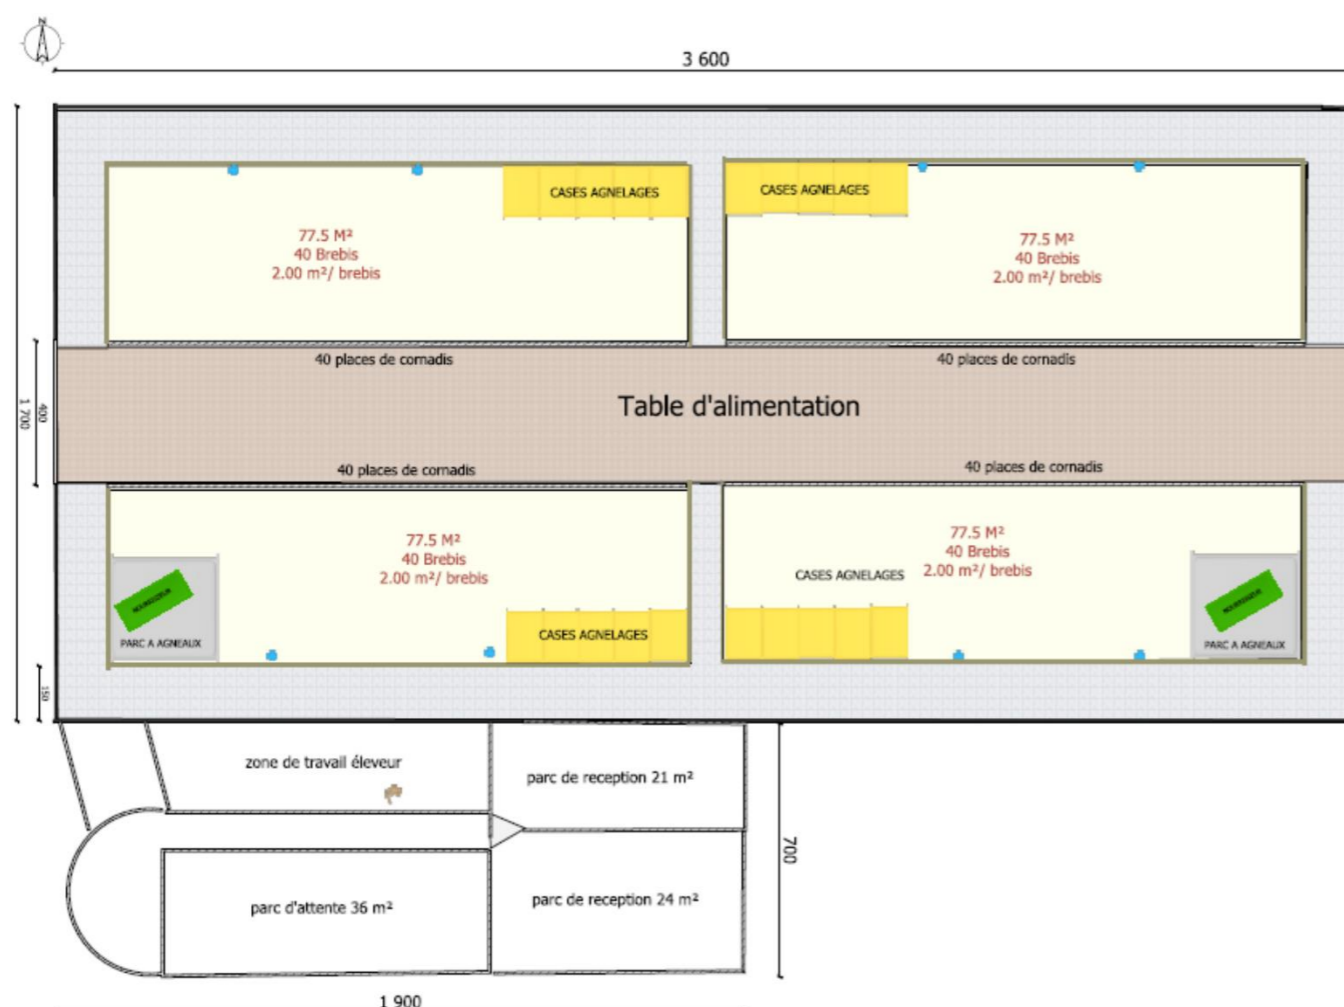 N
3 600
CASES AGNELAGES
CASES AGNELAGES
77.5 M²
40 Brebis
2.00 m²/ brebis
77.5 M²
40 Brebis
2.00 m²/ brebis
40 places de cornadis
40 places de cornadis
1 700
400
Table d'alimentation
40 places de cornadis
40 places de cornadis
77.5 M²
40 Brebis
2.00 m²/ brebis
77.5 M²
40 Brebis
2.00 m²/ brebis
CASES AGNELAGES
NOURRISSEUR
PARC A AGNEAUX
CASES AGNELAGES
NOURRISSEUR
PARC A AGNEAUX
150
zone de travail éleveur
parc de reception 21 m²
700
parc d'attente 36 m²
parc de reception 24 m²
1 900